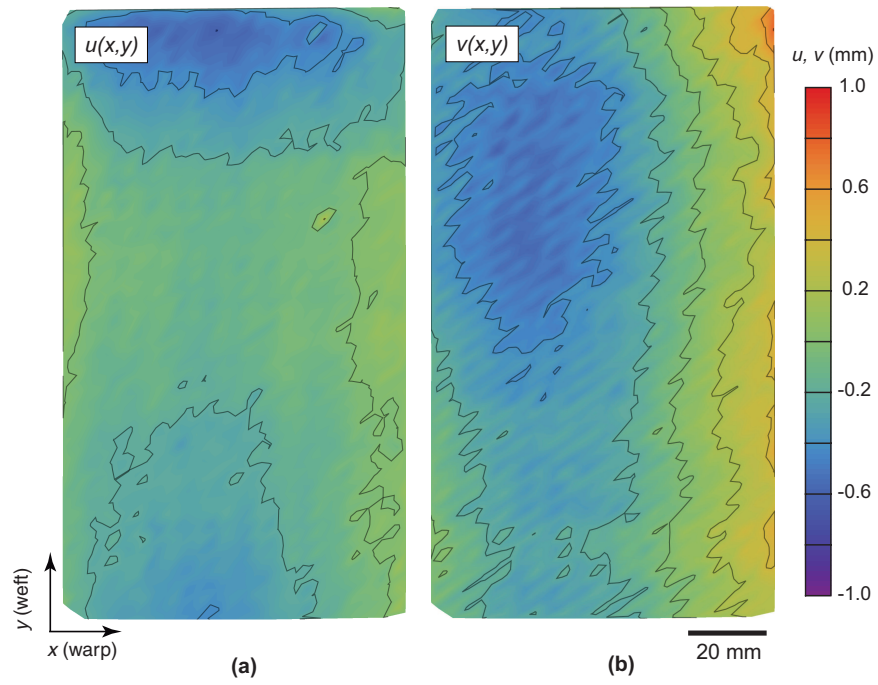 u(x,y)
v(x,y)
u, v (mm)
1.0
0.6
0.2
-0.2
-0.6
-1.0
y (weft)
x (warp)
20 mm
(a)
(b)